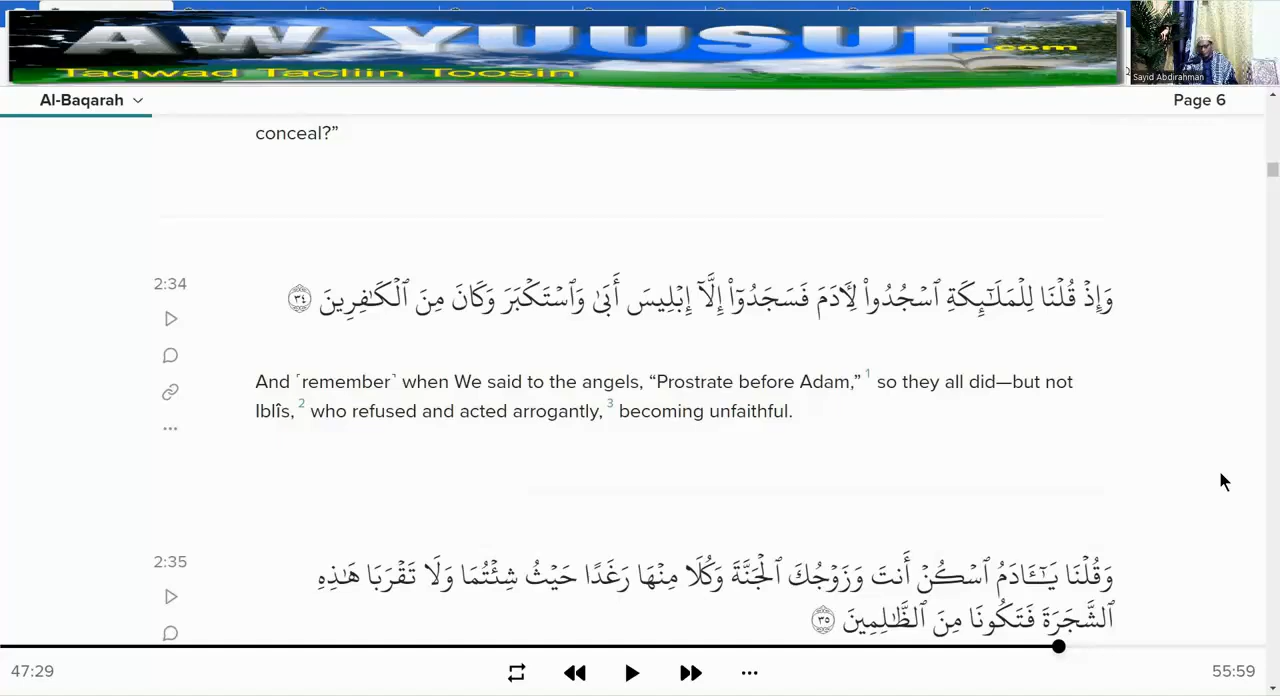 AW YUUSUF.com
Taqwad Tacliin Toosin
Sayid Abdirahman
Al-Baqarah
Page 6
conceal?”
2:34
وَإِذْ قُلْنَا لِلْمَلَـٰٓئِكَةِ ٱسْجُدُوا۟ لِـَٔادَمَ فَسَجَدُوٓا۟ إِلَّآ إِبْلِيسَ أَبَىٰ وَٱسْتَكْبَرَ وَكَانَ مِنَ ٱلْكَـٰفِرِينَ ٣٤
And ˹remember˺ when We said to the angels, “Prostrate before Adam,” 1 so they all did—but not
Iblîs, 2 who refused and acted arrogantly, 3 becoming unfaithful.
2:35
وَقُلْنَا يَـٰٓـَٔادَمُ ٱسْكُنْ أَنتَ وَزَوْجُكَ ٱلْجَنَّةَ وَكُلَا مِنْهَا رَغَدًا حَيْثُ شِئْتُمَا وَلَا تَقْرَبَا هَـٰذِهِ
ٱلشَّجَرَةَ فَتَكُونَا مِنَ ٱلظَّـٰلِمِينَ ٣٥
47:29
55:59